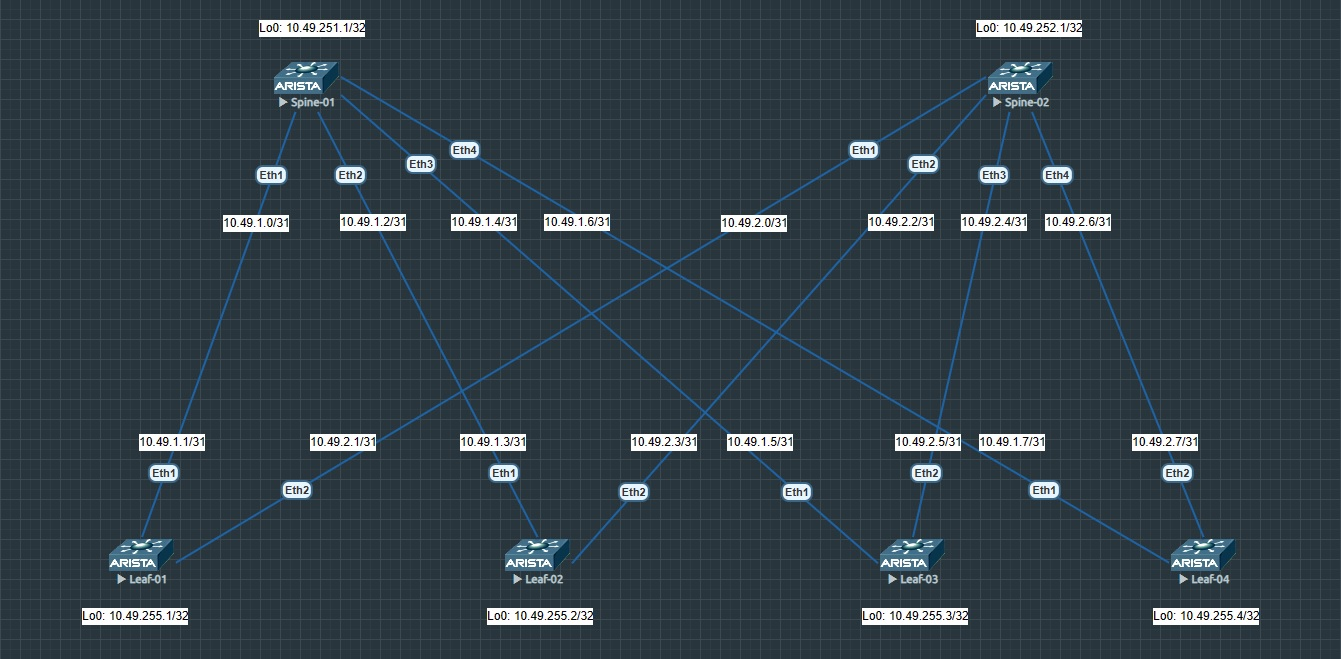 Lo0: 10.49.251.1/32
Lo0: 10.49.252.1/32
ARISTA
Spine-01
ARISTA
Spine-02
Eth1
Eth2
Eth3
Eth4
Eth1
Eth2
Eth3
Eth4
10.49.1.0/31
10.49.1.2/31
10.49.1.4/31
10.49.1.6/31
10.49.2.0/31
10.49.2.2/31
10.49.2.4/31
10.49.2.6/31
10.49.1.1/31
10.49.2.1/31
10.49.1.3/31
10.49.2.3/31
10.49.1.5/31
10.49.2.5/31
10.49.1.7/31
10.49.2.7/31
Eth1
Eth2
Eth1
Eth2
Eth1
Eth2
Eth1
Eth2
ARISTA
Leaf-01
ARISTA
Leaf-02
ARISTA
Leaf-03
ARISTA
Leaf-04
Lo0: 10.49.255.1/32
Lo0: 10.49.255.2/32
Lo0: 10.49.255.3/32
Lo0: 10.49.255.4/32